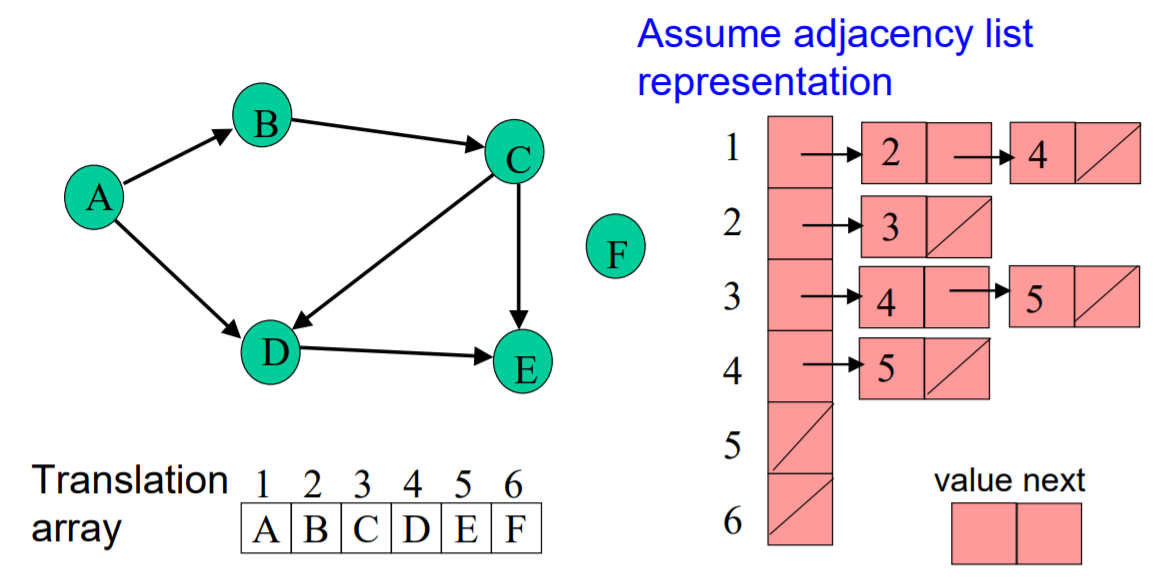 Assume adjacency list
representation
B
C
A
F
D
E
1 2 4
2 3
3 4 5
4 5
5
6
value next
Translation 1 2 3 4 5 6
array A B C D E F